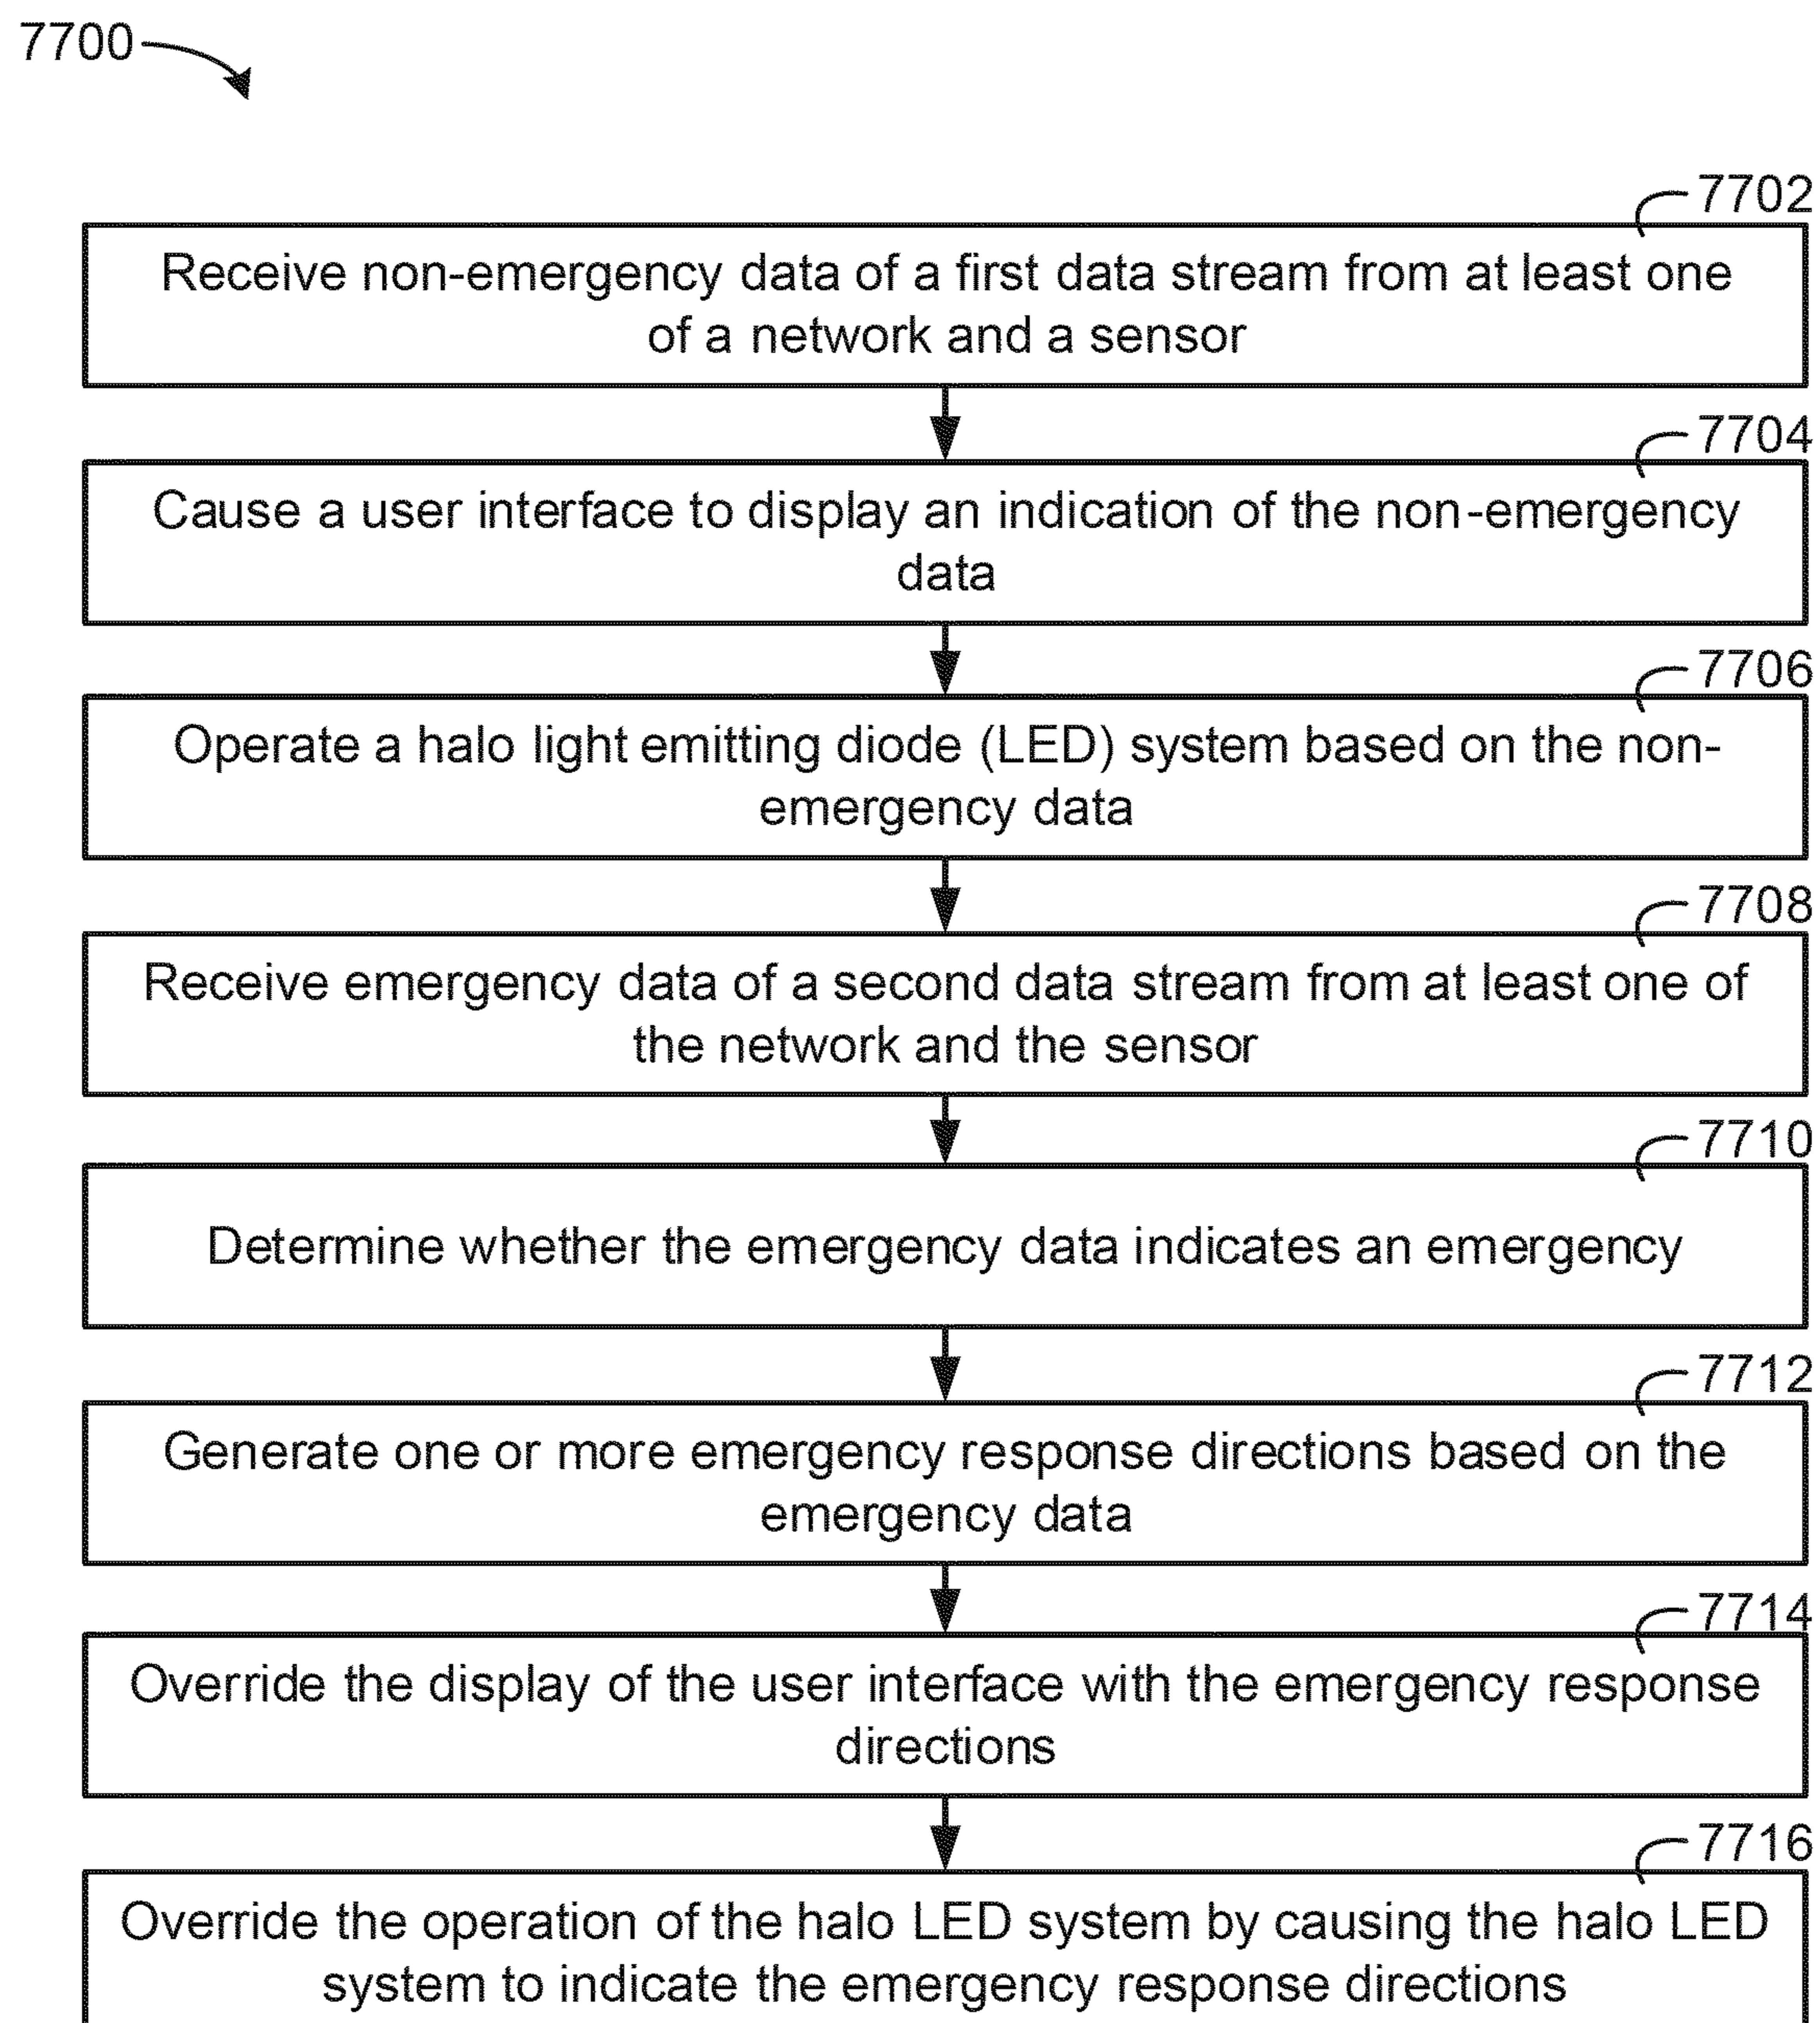 7700
7702
Receive non-emergency data of a first data stream from at least one
of a network and a sensor
7704
Cause a user interface to display an indication of the non-emergency
data
7706
Operate a halo light emitting diode (LED) system based on the non-
emergency data
7708
Receive emergency data of a second data stream from at least one of
the network and the sensor
7710
Determine whether the emergency data indicates an emergency
7712
Generate one or more emergency response directions based on the
emergency data
7714
Override the display of the user interface with the emergency response
directions
7716
Override the operation of the halo LED system by causing the halo LED
system to indicate the emergency response directions